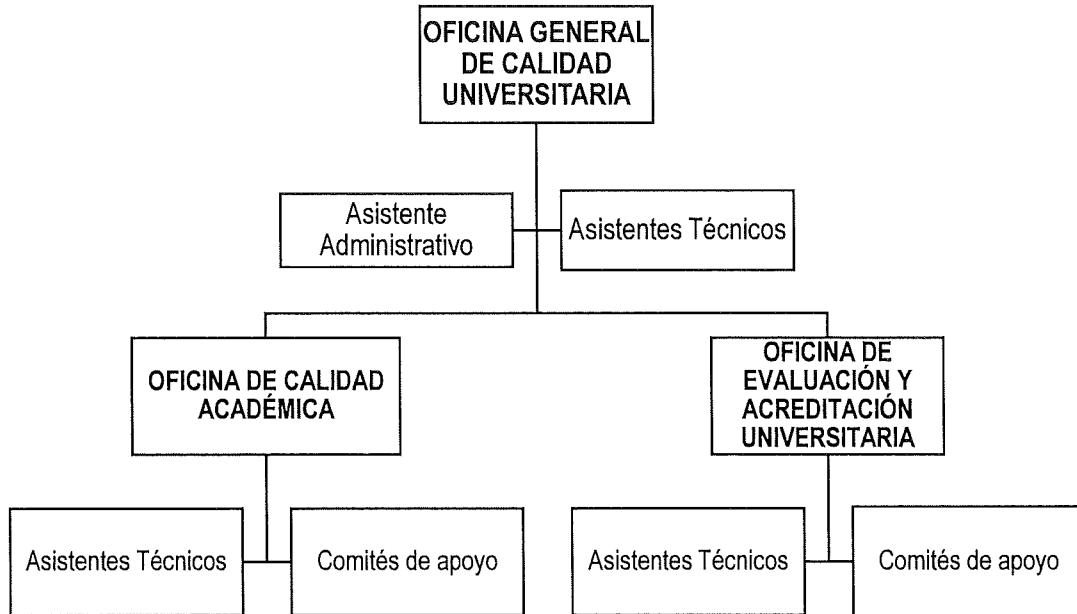 OFICINA GENERAL
DE CALIDAD
UNIVERSITARIA
Asistente
Administrativo
Asistentes Técnicos
OFICINA DE CALIDAD
ACADÉMICA
OFICINA DE
EVALUACIÓN Y
ACREDITACIÓN
UNIVERSITARIA
Asistentes Técnicos
Comités de apoyo
Asistentes Técnicos
Comités de apoyo